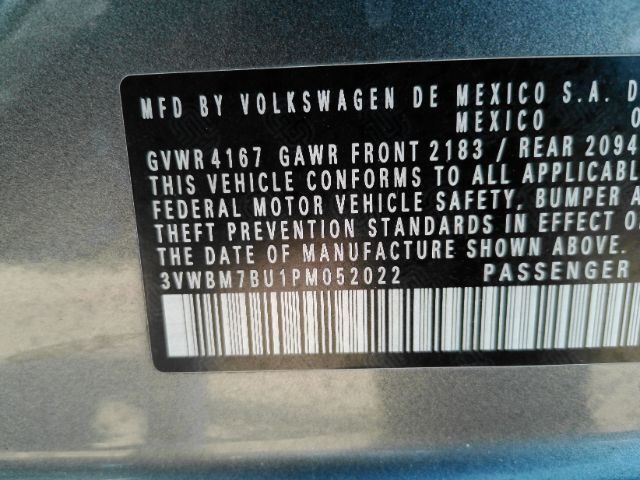 MFD BY VOLKSWAGEN DE MEXICO S.A. D
MEXICO
GVWR 4167 GAWR FRONT 2183 / REAR 2094
THIS VEHICLE CONFORMS TO ALL APPLICABLE
FEDERAL MOTOR VEHICLE SAFETY, BUMPER A
THEFT PREVENTION STANDARDS IN EFFECT O
THE DATE OF MANUFACTURE SHOWN ABOVE.
3VWBM7BU1PM052022 PASSENGER